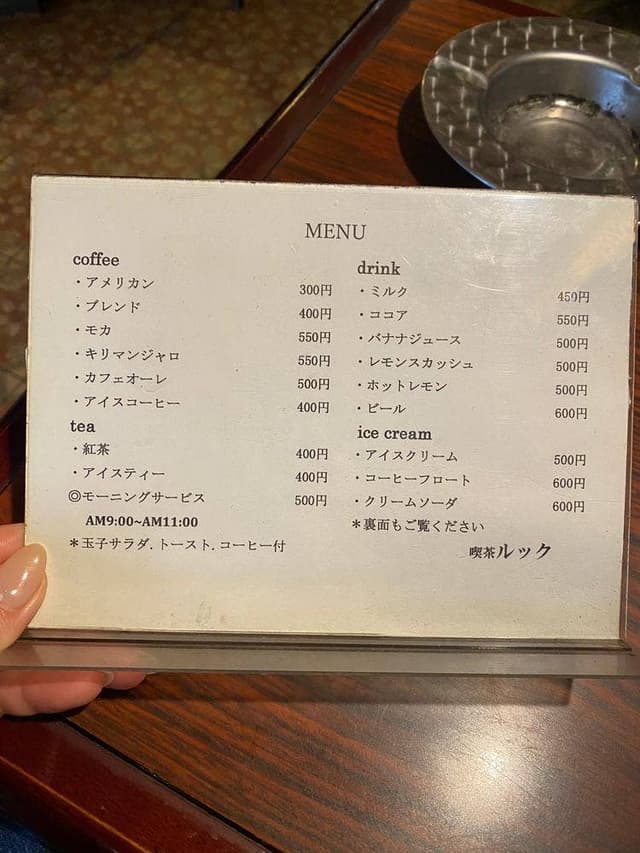 MENU
coffee
・アメリカン 300円
・ブレンド 400円
・モカ 550円
・キリマンジャロ 550円
・カフェオーレ 500円
・アイスコーヒー 400円
tea
・紅茶 400円
・アイスティー 400円
◎モーニングサービス 500円
AM9:00~AM11:00
＊玉子サラダ.トースト.コーヒー付
drink
・ミルク 450円
・ココア 550円
・バナナジュース 500円
・レモンスカッシュ 500円
・ホットレモン 500円
・ビール 600円
ice cream
・アイスクリーム 500円
・コーヒーフロート 600円
・クリームソーダ 600円
＊裏面もご覧ください
喫茶ルック